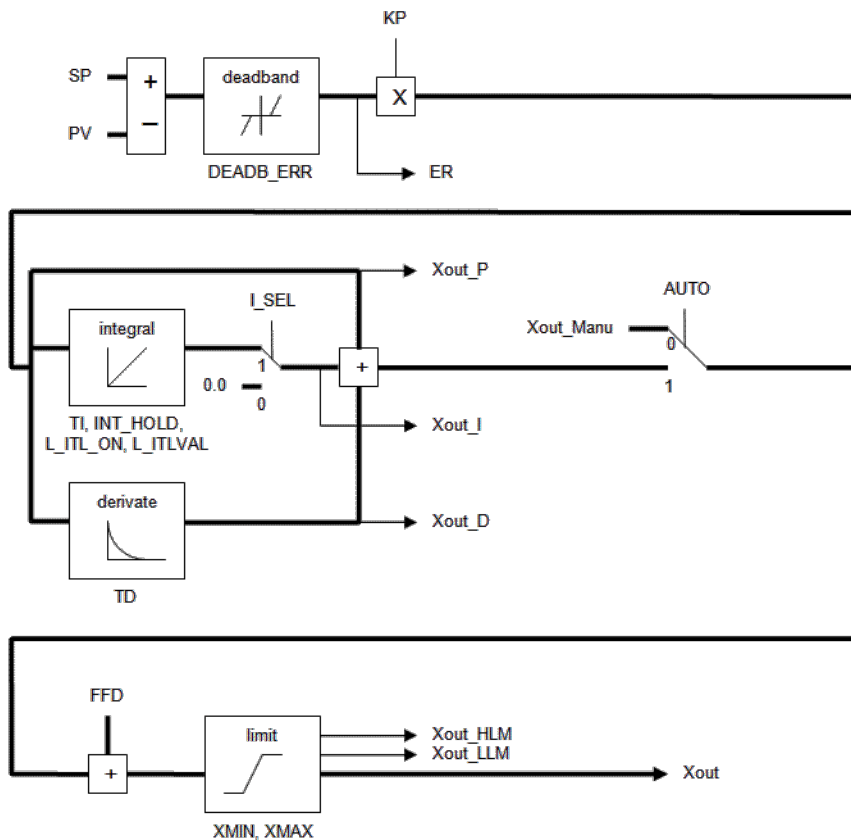 KP
SP
+
deadband
X
PV
−
DEADB_ERR
ER
Xout_P
I_SEL
AUTO
integral
Xout_Manu
0
1
+
0.0
0
1
TI, INT_HOLD,
L_ITL_ON, L_ITLVAL
Xout_I
derivate
Xout_D
TD
FFD
limit
Xout_HLM
Xout_LLM
+
Xout
XMIN, XMAX